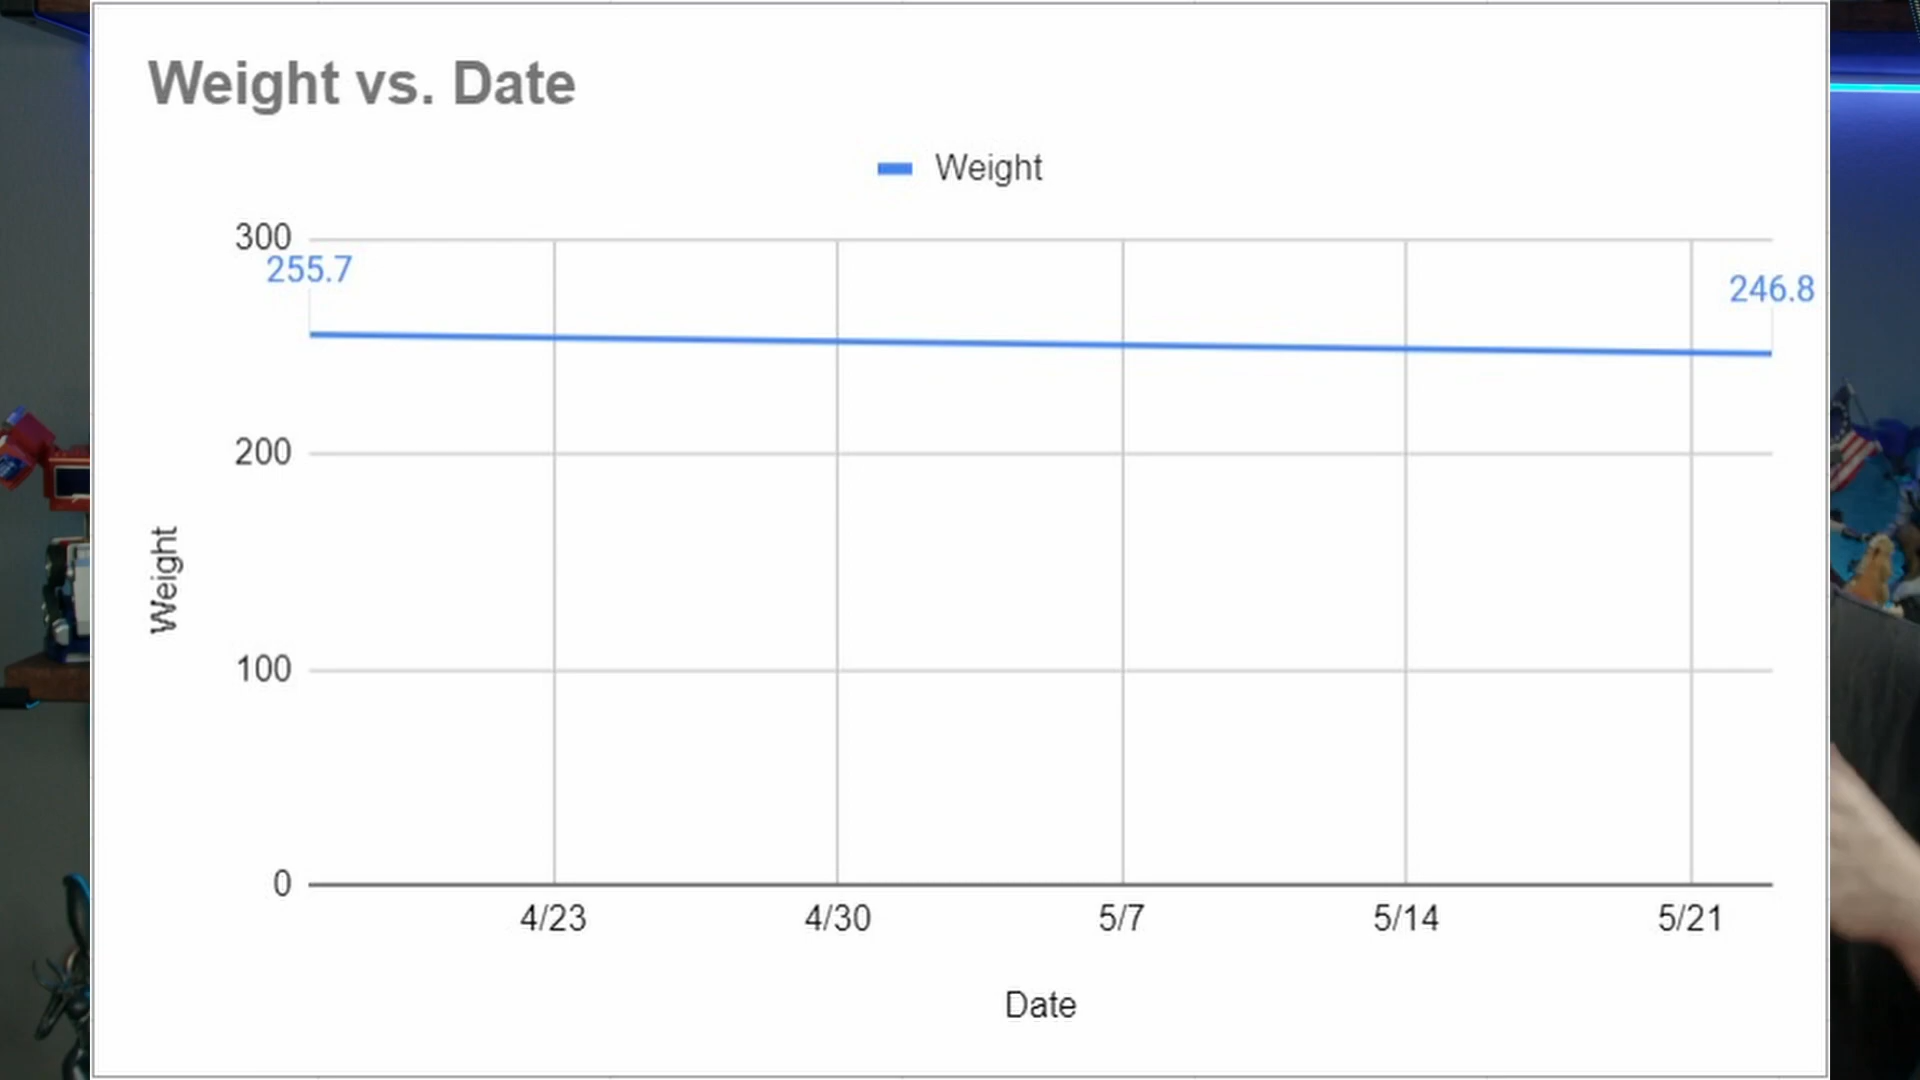 Weight vs. Date
Weight
300
255.7
246.8
200
Weight
100
0
4/23 4/30 5/7 5/14 5/21
Date